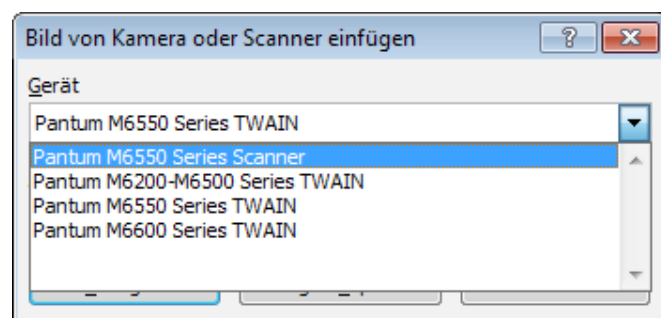 Bild von Kamera oder Scanner einfügen
Gerät
Pantum M6550 Series TWAIN
Pantum M6550 Series Scanner
Pantum M6200-M6500 Series TWAIN
Pantum M6550 Series TWAIN
Pantum M6600 Series TWAIN